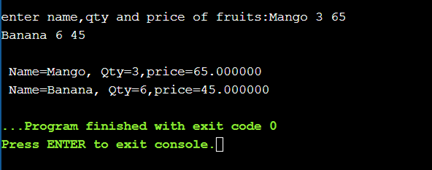 enter name,qty and price of fruits:Mango 3 65
Banana 6 45
Name=Mango, Qty=3,price=65.000000
Name=Banana, Qty=6,price=45.000000
...Program finished with exit code 0
Press ENTER to exit console.